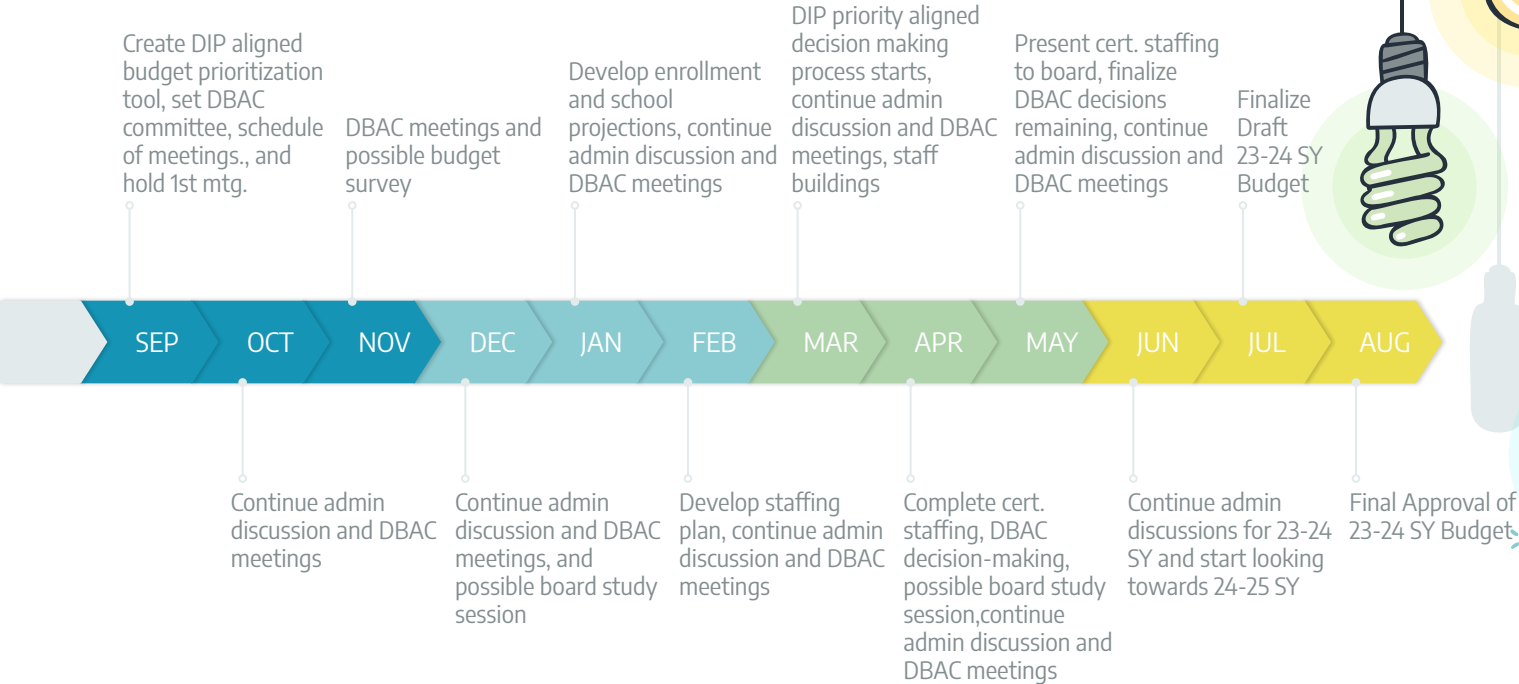 Create DIP aligned
budget prioritization
tool, set DBAC
committee, schedule
of meetings., and
hold 1st mtg.
DBAC meetings and
possible budget
survey
Develop enrollment
and school
projections, continue
admin discussion and
DBAC meetings
DIP priority aligned
decision making
process starts,
continue admin
discussion and DBAC
meetings, staff
buildings
Present cert. staffing
to board, finalize
DBAC decisions
remaining, continue
admin discussion and
DBAC meetings
Finalize
Draft
23-24 SY
Budget
SEP OCT NOV DEC JAN FEB MAR APR MAY JUN JUL AUG
Continue admin
discussion and DBAC
meetings
Continue admin
discussion and DBAC
meetings, and
possible board study
session
Develop staffing
plan, continue admin
discussion and DBAC
meetings
Complete cert.
staffing, DBAC
decision-making,
possible board study
session,continue
admin discussion and
DBAC meetings
Continue admin
discussions for 23-24
SY and start looking
towards 24-25 SY
Final Approval of
23-24 SY Budget